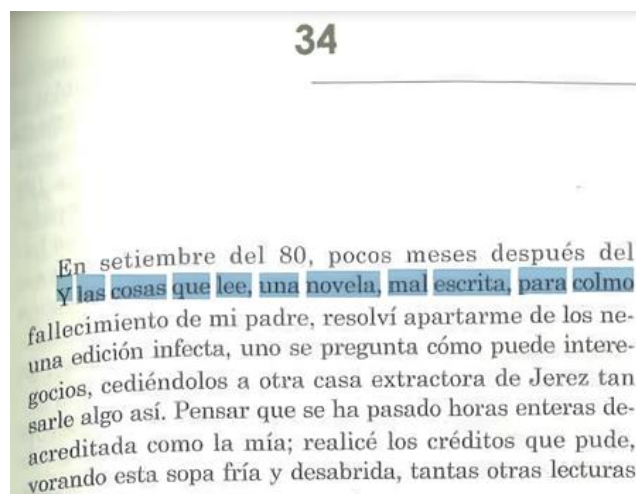 34
En setiembre del 80, pocos meses después del
Y las cosas que lee, una novela, mal escrita, para colmo
fallecimiento de mi padre, resolví apartarme de los ne-
una edición infecta, uno se pregunta cómo puede intere-
gocios, cediéndolos a otra casa extractora de Jerez tan
sarle algo así. Pensar que se ha pasado horas enteras de-
acreditada como la mía; realicé los créditos que pude,
vorando esta sopa fría y desabrida, tantas otras lecturas